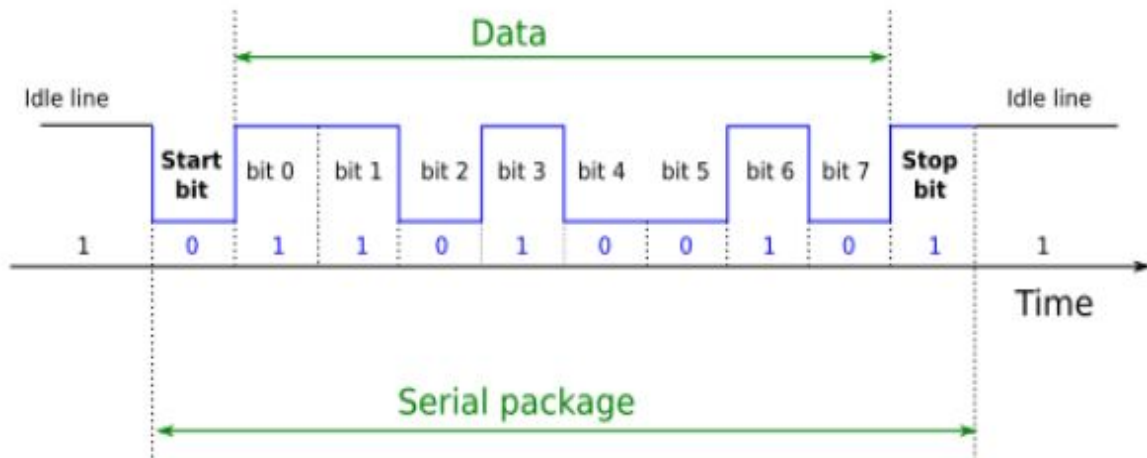 Data
Idle line
Idle line
Start
bit
bit 0
bit 1
bit 2
bit 3
bit 4
bit 5
bit 6
bit 7
Stop
bit
1
0
1
1
0
1
0
0
1
0
1
1
Time
Serial package